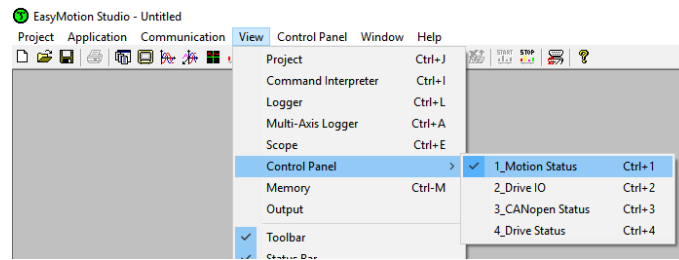 EasyMotion Studio - Untitled
Project Application Communication View Control Panel Window Help
START STOP
Project Ctrl+J
Command Interpreter Ctrl+I
Logger Ctrl+L
Multi-Axis Logger Ctrl+A
Scope Ctrl+E
Control Panel
1_Motion Status Ctrl+1
Memory Ctrl-M
2_Drive IO Ctrl+2
Output
3_CANopen Status Ctrl+3
4_Drive Status Ctrl+4
Toolbar
Status Bar